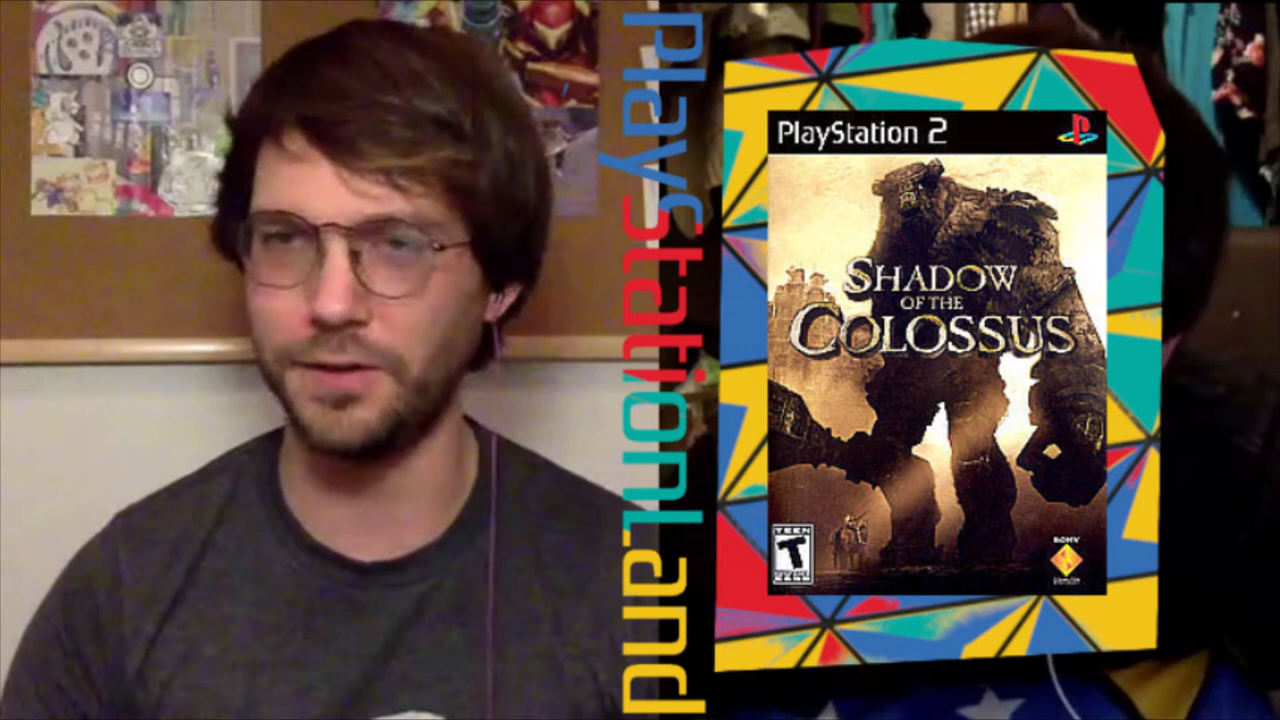 PlayStationLand
PlayStation 2
SHADOW
OF THE
COLOSSUS
TEEN
T
SONY